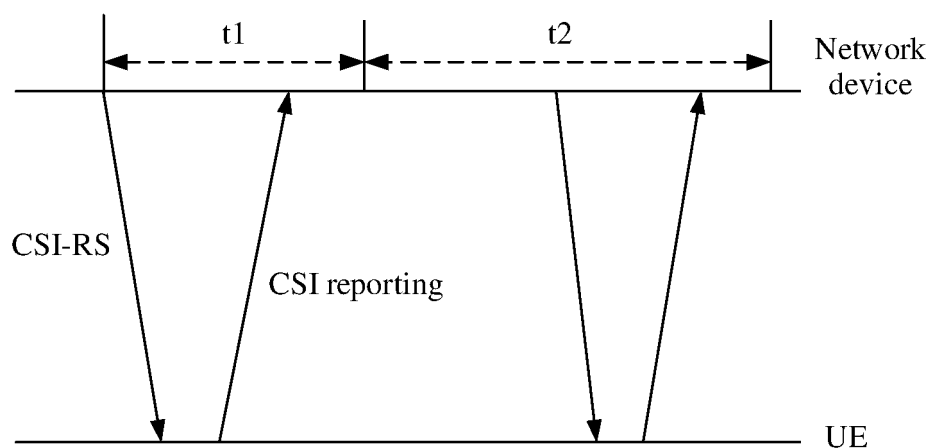 t1
t2
Network
device
CSI-RS
CSI reporting
UE